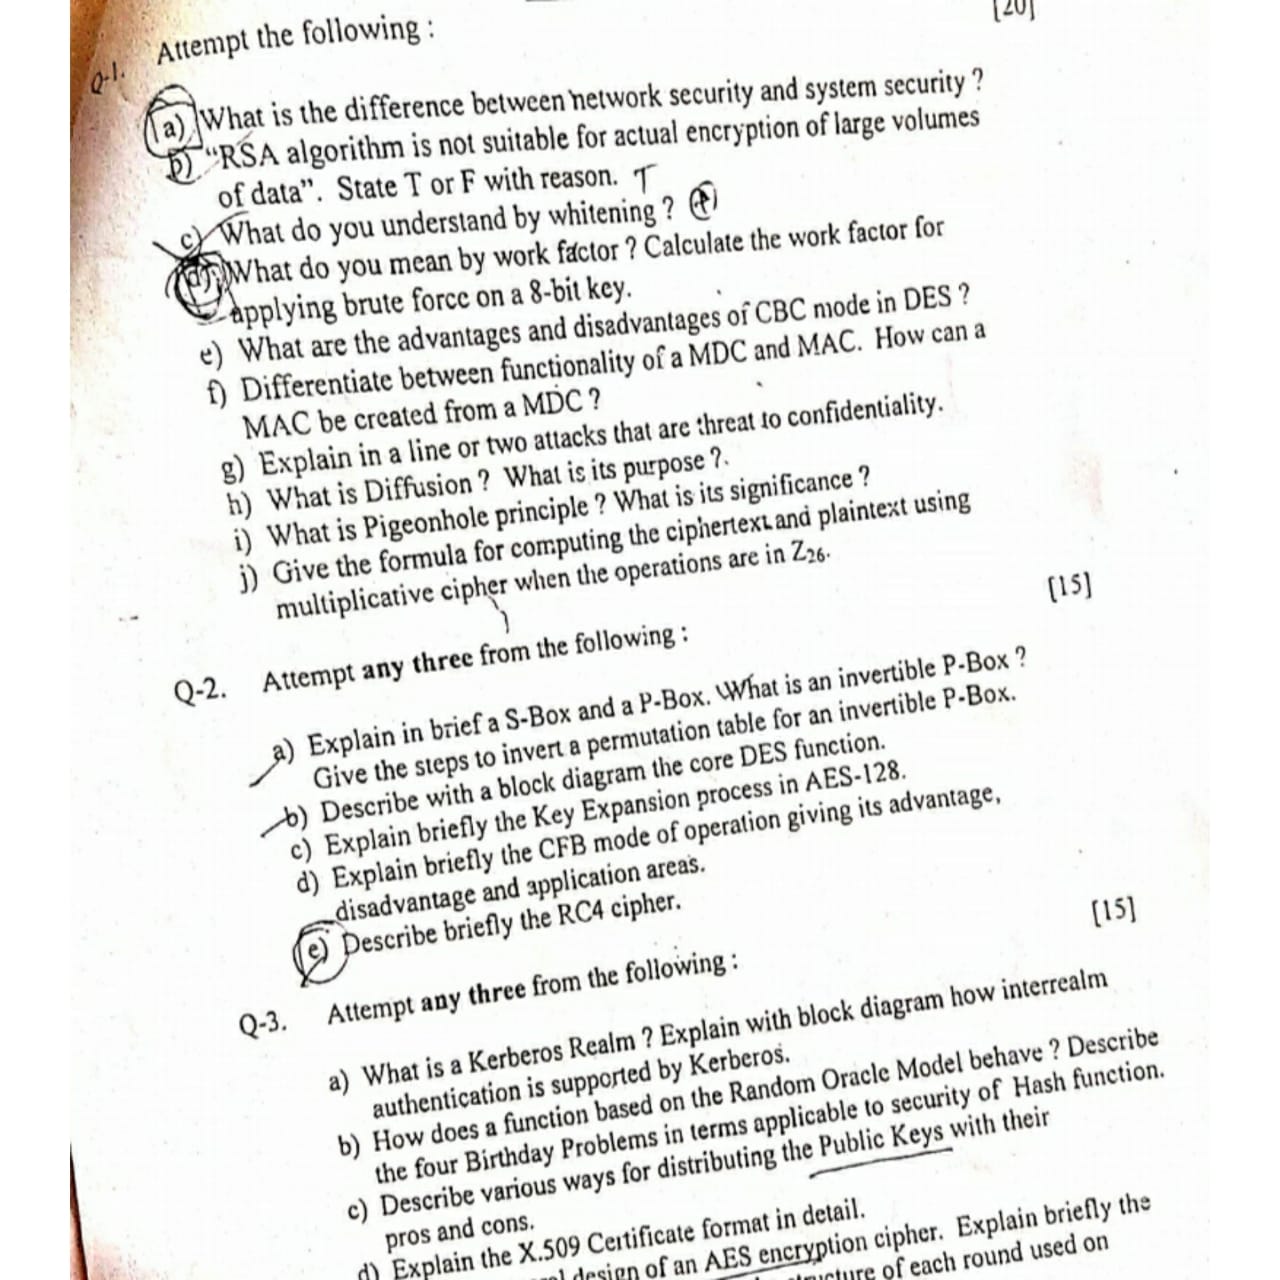 [20]
Q-1. Attempt the following :
a) What is the difference between network security and system security ?
b) "RSA algorithm is not suitable for actual encryption of large volumes
of data". State T or F with reason. T
c) What do you understand by whitening ?
d) What do you mean by work factor ? Calculate the work factor for
applying brute force on a 8-bit key.
e) What are the advantages and disadvantages of CBC mode in DES ?
f) Differentiate between functionality of a MDC and MAC. How can a
MAC be created from a MDC ?
g) Explain in a line or two attacks that are threat to confidentiality.
h) What is Diffusion ? What is its purpose ?.
i) What is Pigeonhole principle ? What is its significance ?
j) Give the formula for computing the ciphertext and plaintext using
multiplicative cipher when the operations are in Z26.
[15]
Q-2. Attempt any three from the following :
a) Explain in brief a S-Box and a P-Box. What is an invertible P-Box ?
Give the steps to invert a permutation table for an invertible P-Box.
b) Describe with a block diagram the core DES function.
c) Explain briefly the Key Expansion process in AES-128.
d) Explain briefly the CFB mode of operation giving its advantage,
disadvantage and application areas.
e) Describe briefly the RC4 cipher.
[15]
Q-3. Attempt any three from the following :
a) What is a Kerberos Realm ? Explain with block diagram how interrealm
authentication is supported by Kerberos.
b) How does a function based on the Random Oracle Model behave ? Describe
the four Birthday Problems in terms applicable to security of Hash function.
c) Describe various ways for distributing the Public Keys with their
pros and cons.
d) Explain the X.509 Certificate format in detail.
design of an AES encryption cipher. Explain briefly the
of each round used on